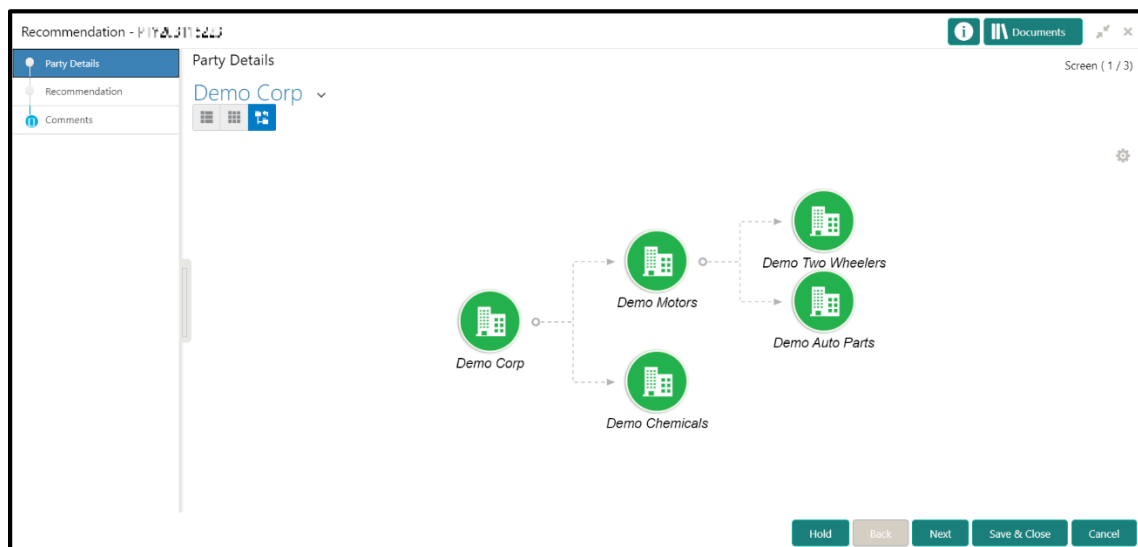 Recommendation -
Documents
Party Details
Recommendation
Comments
Party Details
Screen ( 1 / 3)
Demo Corp
Demo Two Wheelers
Demo Motors
Demo Auto Parts
Demo Corp
Demo Chemicals
Hold
Back
Next
Save & Close
Cancel